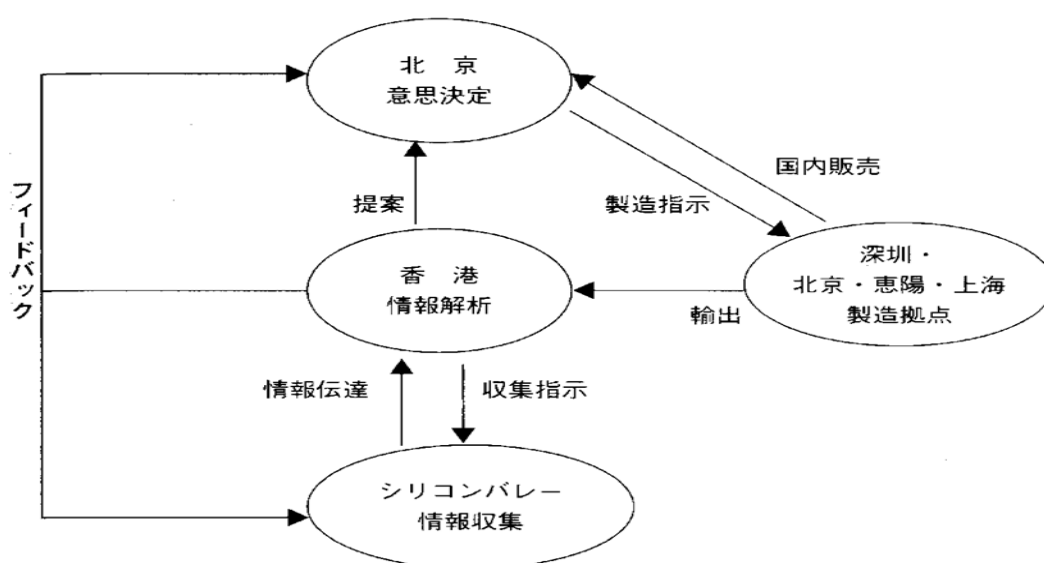 北 京
意思決定
国内販売
提案
製造指示
フィードバック
香 港
情報解析
深圳・
北京・恵陽・上海
製造拠点
輸出
情報伝達
収集指示
シリコンバレー
情報収集